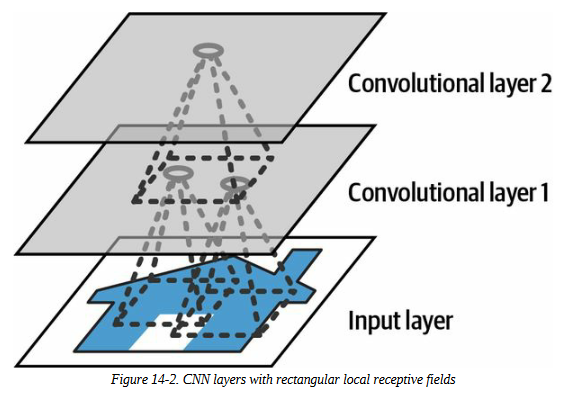 Convolutional layer 2
Convolutional layer 1
Input layer
Figure 14-2. CNN layers with rectangular local receptive fields